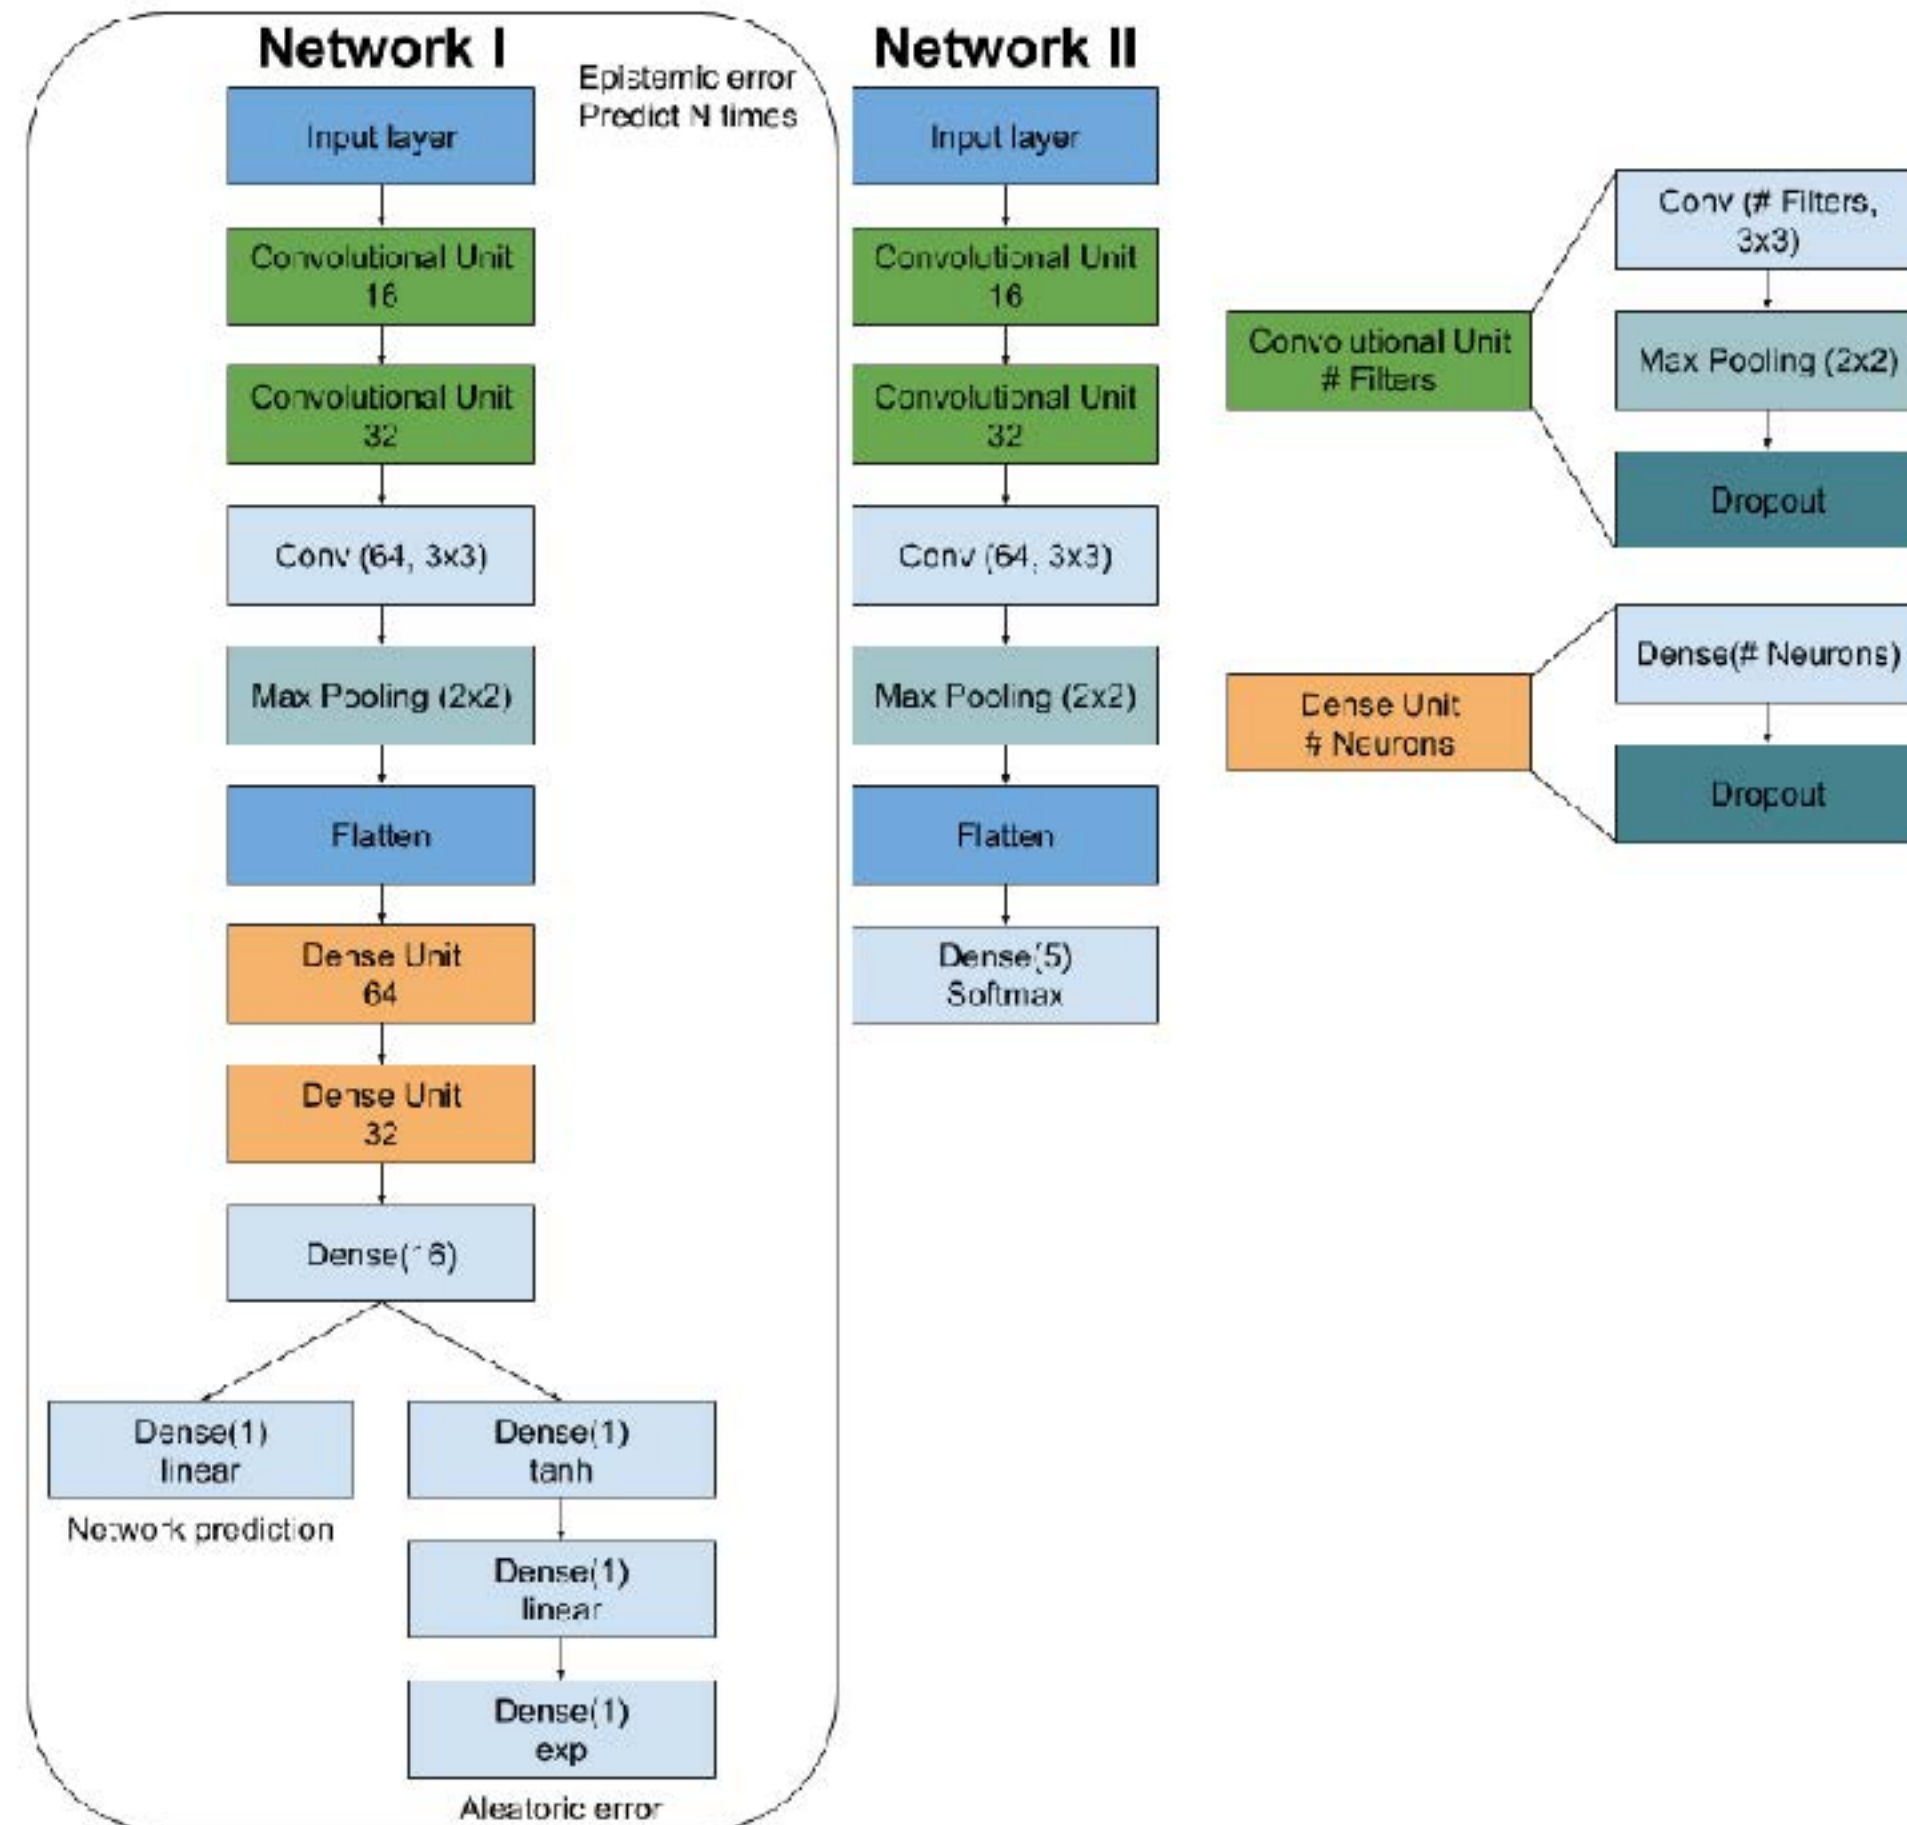 Network I
Epistemic error
Predict N times
Input layer
Convolutional Unit
16
Convolutional Unit
32
Conv (64, 3x3)
Max Pooling (2x2)
Flatten
Dense Unit
64
Dense Unit
32
Dense(16)
Dense(1)
linear
Network prediction
Dense(1)
tanh
Dense(1)
linear
Dense(1)
exp
Aleatoric error
Network II
Input layer
Convolutional Unit
16
Convolutional Unit
32
Conv (64, 3x3)
Max Pooling (2x2)
Flatten
Dense(5)
Softmax
Convolutional Unit
# Filters
Conv (# Filters,
3x3)
Max Pooling (2x2)
Dropout
Dense Unit
# Neurons
Dense(# Neurons)
Dropout